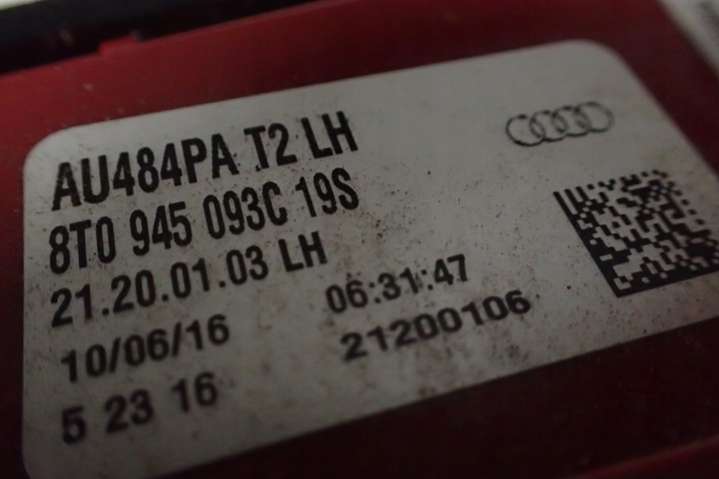 AU484PA T2 LH
8T0 945 093C 19S
21.20.01.03 LH
10/06/16 06:31:47
5 23 16 21200106